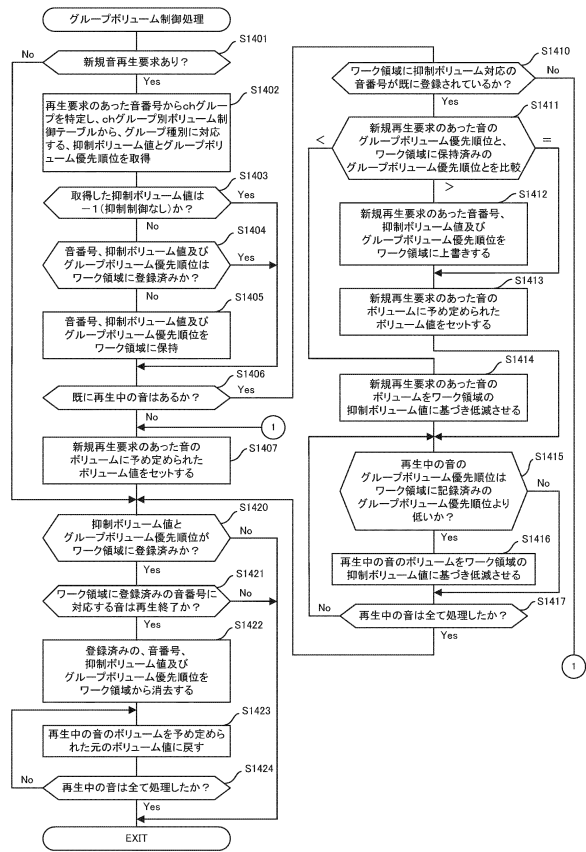 グループボリューム制御処理
S1401
新規音再生要求あり？
No
Yes
S1402
再生要求のあった音番号からchグループ
を特定し、chグループ別ボリューム制
御テーブルから、グループ種別に対応
する、抑制ボリューム値とグループボリ
ューム優先順位を取得
S1403
取得した抑制ボリューム値は
−1（抑制制御なし）か？
Yes
No
S1404
音番号、抑制ボリューム値及び
グループボリューム優先順位は
ワーク領域に登録済みか？
Yes
No
S1405
音番号、抑制ボリューム値及び
グループボリューム優先順位を
ワーク領域に保持
S1406
既に再生中の音はあるか？
Yes
No
1
S1407
新規再生要求のあった音の
ボリュームに予め定められた
ボリューム値をセットする
S1420
抑制ボリューム値と
グループボリューム優先順位が
ワーク領域に登録済みか？
No
Yes
S1421
ワーク領域に登録済みの音番号に
対応する音は再生終了か？
No
Yes
S1422
登録済みの、音番号、
抑制ボリューム値及び
グループボリューム優先順位を
ワーク領域から消去する
S1423
再生中の音のボリュームを予め定めら
れた元のボリューム値に戻す
S1424
再生中の音は全て処理したか？
No
Yes
EXIT
S1410
ワーク領域に抑制ボリューム対応の
音番号が既に登録されているか？
No
Yes
S1411
新規再生要求のあった音の
グループボリューム優先順位と、
ワーク領域に保持済みの
グループボリューム優先順位とを比較
<
=
>
S1412
新規再生要求のあった音番号、
抑制ボリューム値及び
グループボリューム優先順位を
ワーク領域に上書きする
S1413
新規再生要求のあった音の
ボリュームに予め定められた
ボリューム値をセットする
S1414
新規再生要求のあった音の
ボリュームをワーク領域の
抑制ボリューム値に基づき低減させる
S1415
再生中の音の
グループボリューム優先順位は
ワーク領域に記録済みの
グループボリューム優先順位より
低いか？
No
Yes
S1416
再生中の音のボリュームをワーク領域の
抑制ボリューム値に基づき低減させる
S1417
再生中の音は全て処理したか？
No
Yes
1